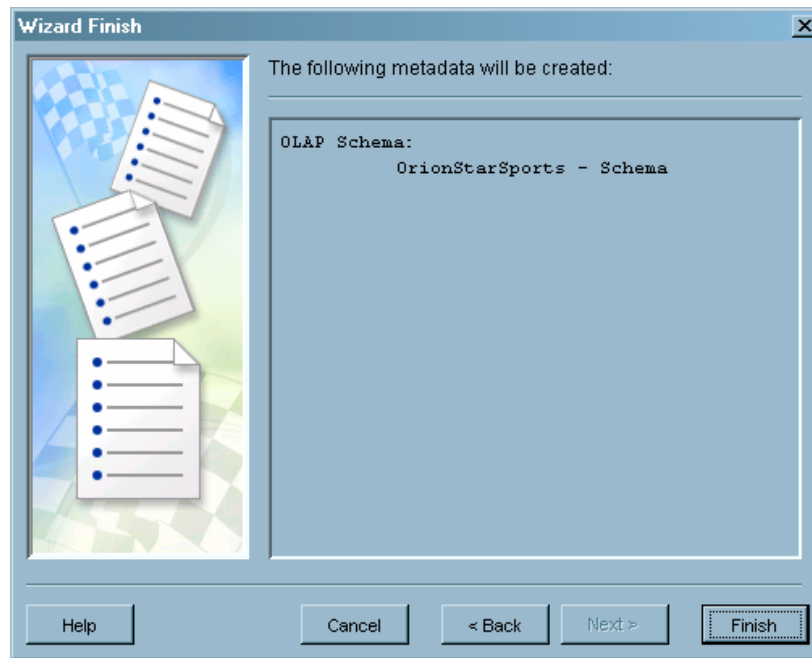 Wizard Finish
The following metadata will be created:
OLAP Schema:
OrionStarSports - Schema
Help
Cancel
< Back
Next >
Finish